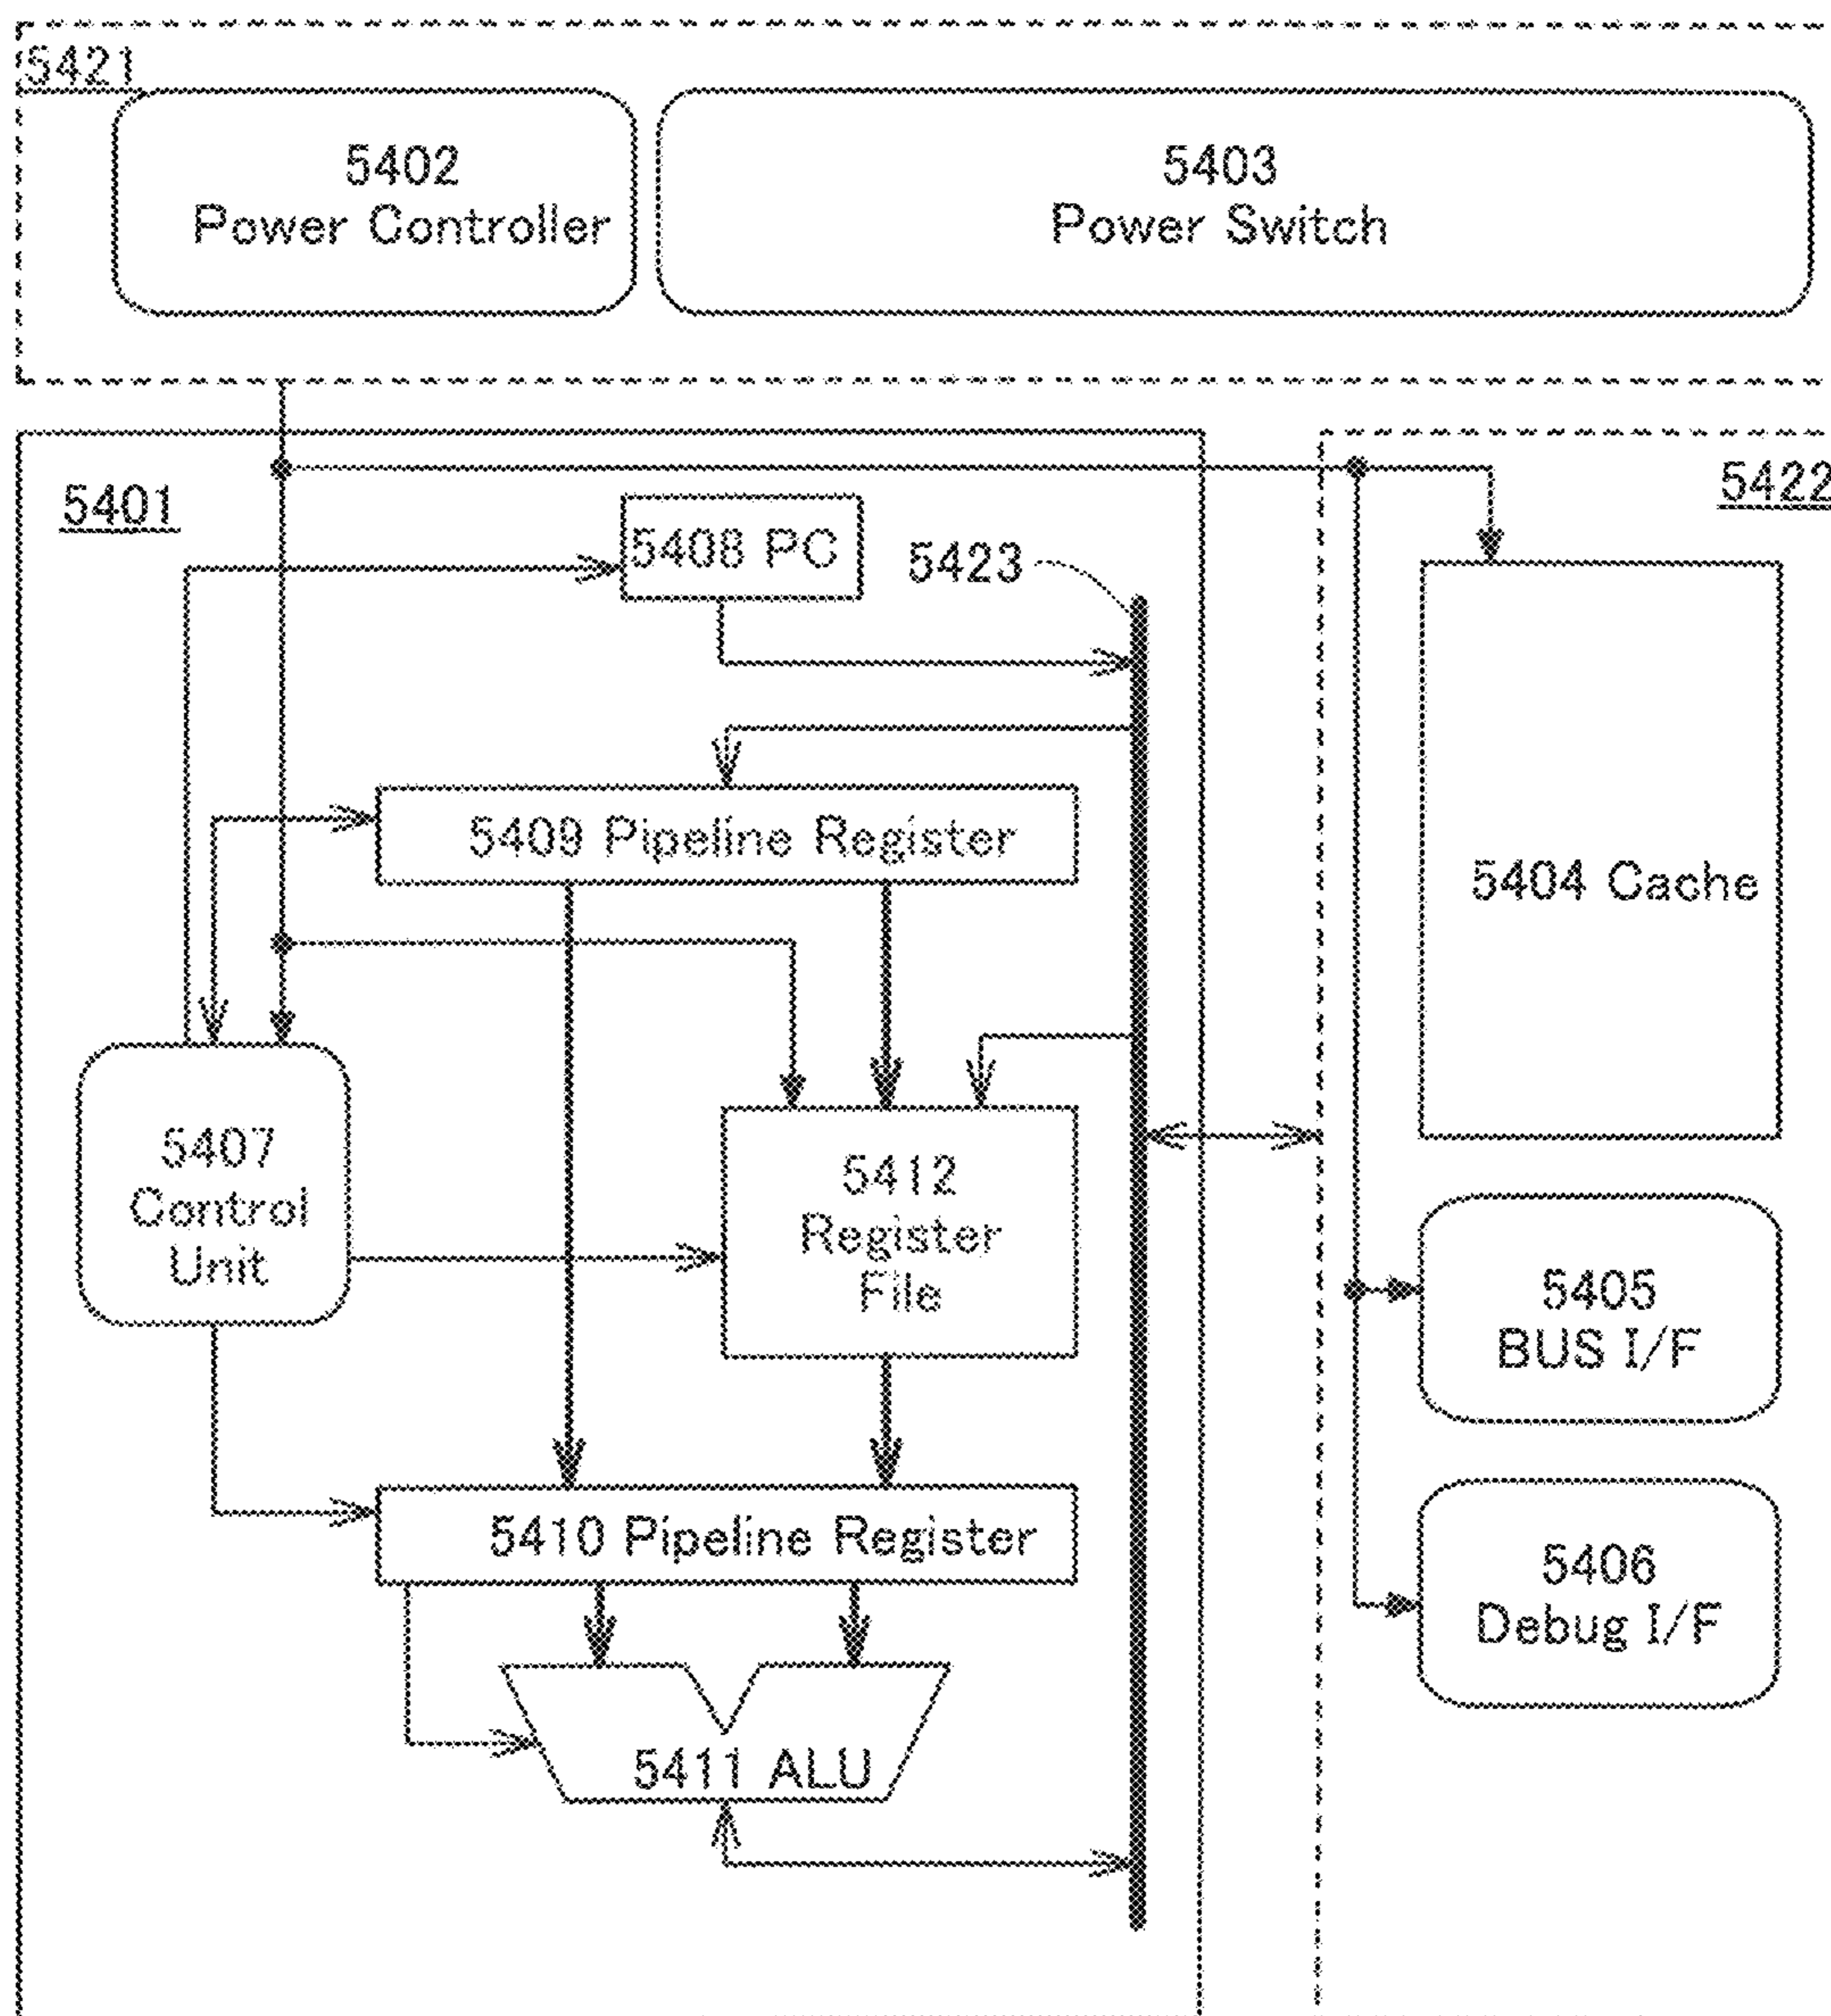 5421
5402
Power Controller
5403
Power Switch
5401
5422
5408 PC
5423
5409 Pipeline Register
5404 Cache
5407
Control
Unit
5412
Register
File
5405
BUS I/F
5410 Pipeline Register
5406
Debug I/F
5411 ALU